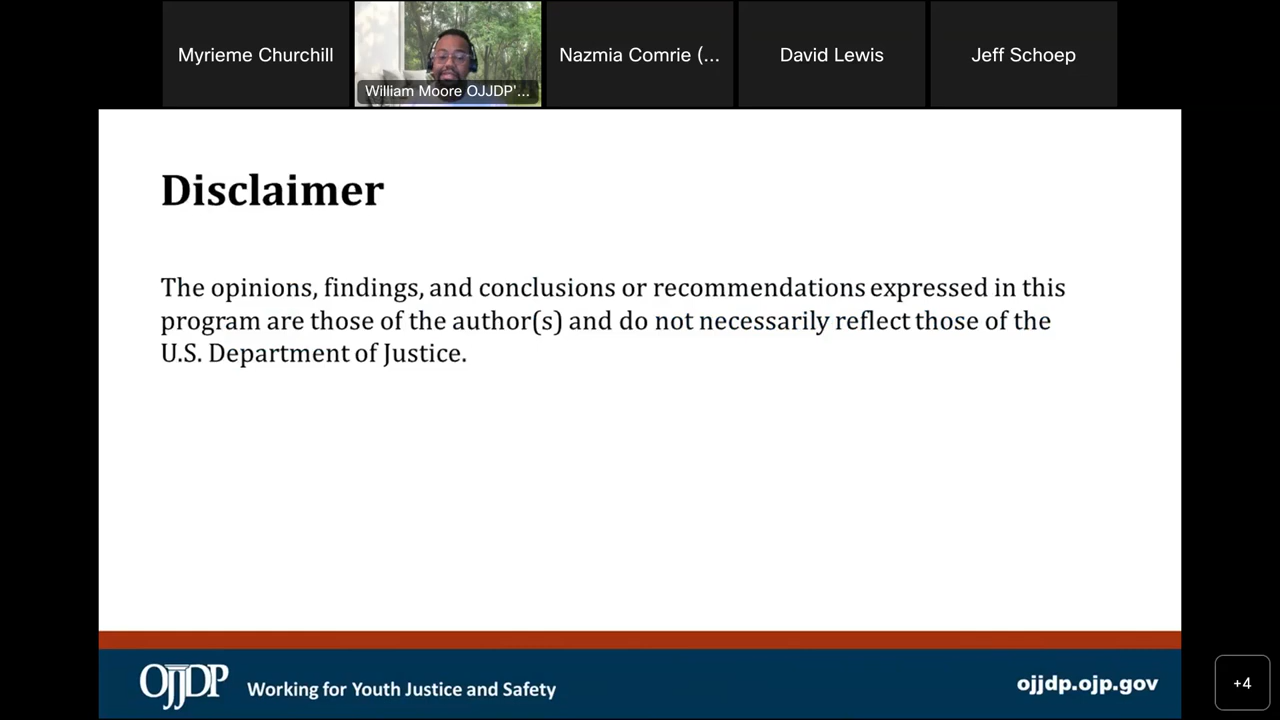 Myrieme Churchill
William Moore OJJDP'...
Nazmia Comrie (...
David Lewis
Jeff Schoep
Disclaimer
The opinions, findings, and conclusions or recommendations expressed in this
program are those of the author(s) and do not necessarily reflect those of the
U.S. Department of Justice.
OJJDP
Working for Youth Justice and Safety
ojjdp.ojp.gov
+4